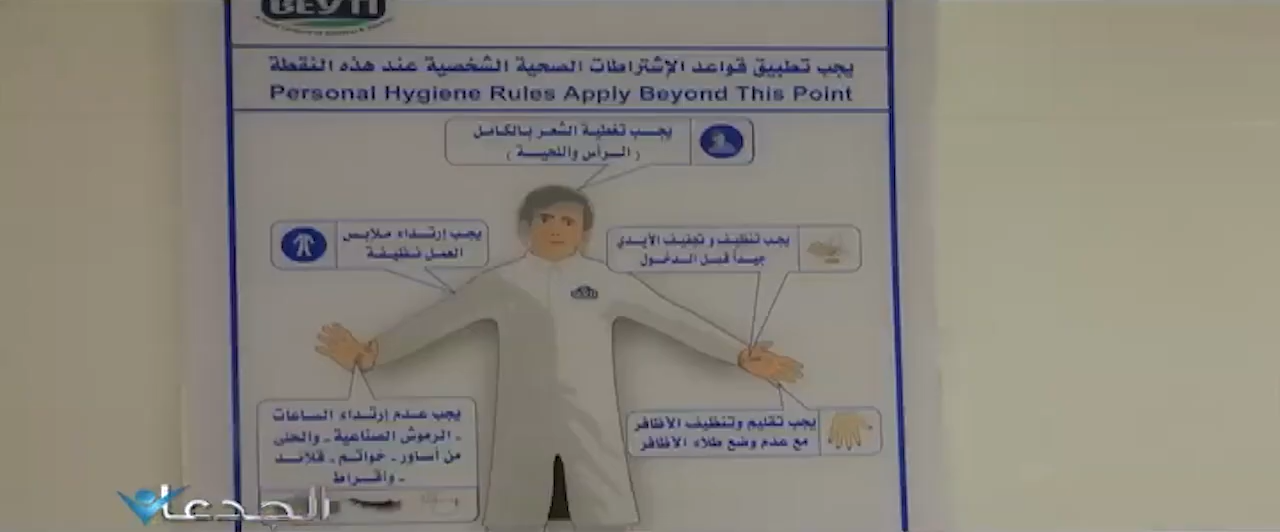 BEYTI
يجب تطبيق قواعد الإشتراطات الصحية الشخصية عند هذه النقطة
Personal Hygiene Rules Apply Beyond This Point
يجب تغطية الشعر بالكامل
(الرأس واللحية)
يجب تنظيف و تجفيف الأيدي
جيداً قبل الدخول
يجب إرتداء ملابس
العمل نظيفة
يجب عدم إرتداء الساعات
ـ الرموش الصناعية ـ والحلى
من أساور ـ خواتم ـ قلائد
ـ واقراط
يجب تقليم وتنظيف الأظافر
مع عدم وضع طلاء الأظافر
الجدعان